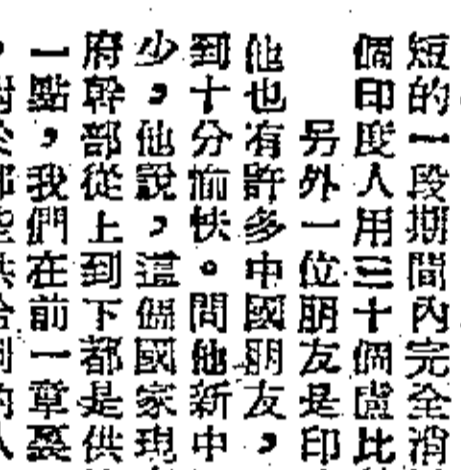 短的一段期間內完全消
個印度人用三十個盧比
另外一位朋友是印
他也有許多中國朋友，
到十分愉快。問他新中
少，他說，這個國家現
府幹部從上到下都是供
一點，我們在前一章